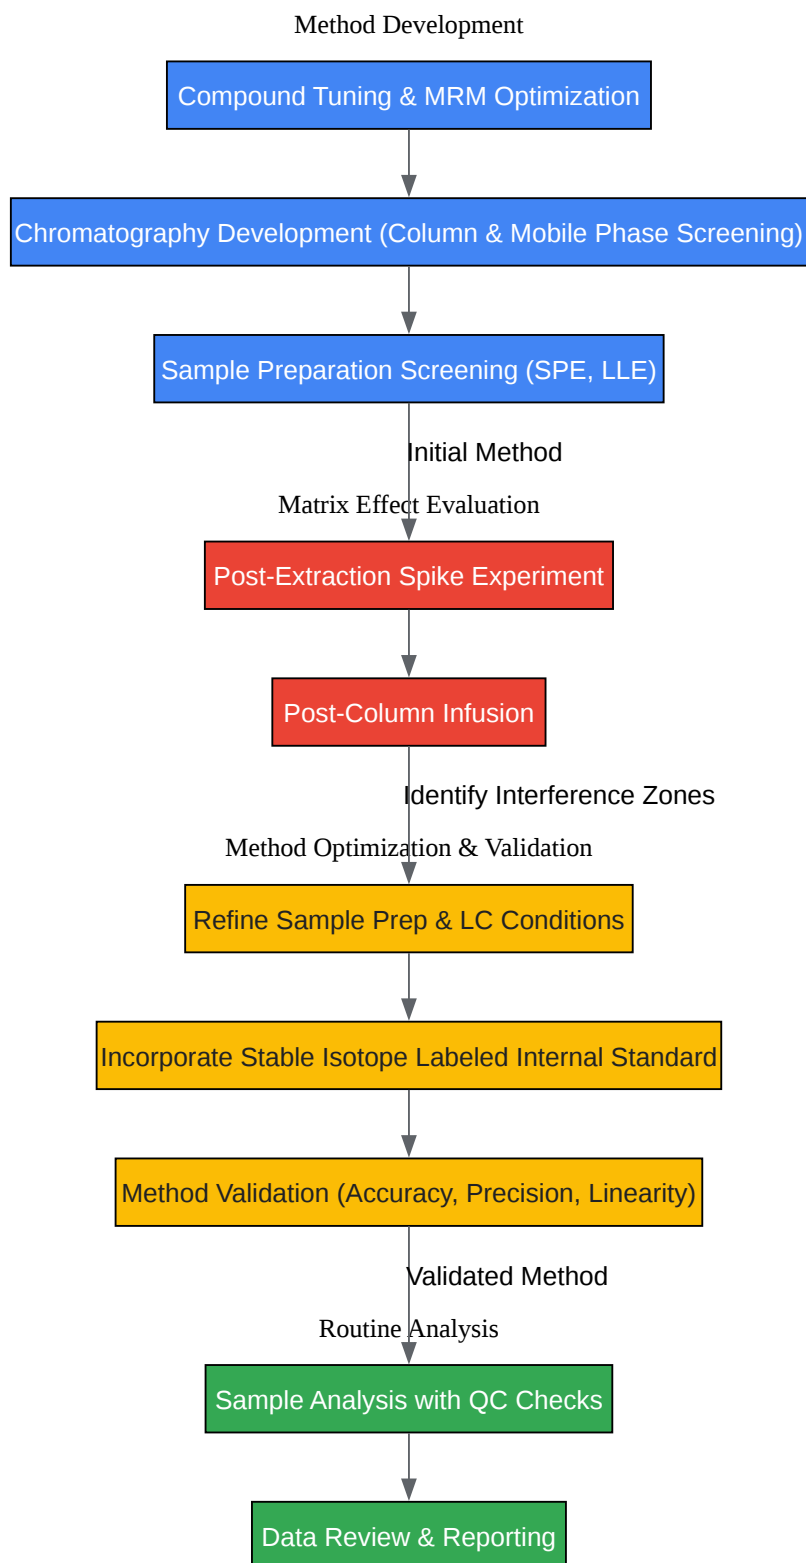 Method Development
Compound Tuning & MRM Optimization
Chromatography Development (Column & Mobile Phase Screening)
Sample Preparation Screening (SPE, LLE)
Initial Method
Matrix Effect Evaluation
Post-Extraction Spike Experiment
Post-Column Infusion
Identify Interference Zones
Method Optimization & Validation
Refine Sample Prep & LC Conditions
Incorporate Stable Isotope Labeled Internal Standard
Method Validation (Accuracy, Precision, Linearity)
Validated Method
Routine Analysis
Sample Analysis with QC Checks
Data Review & Reporting